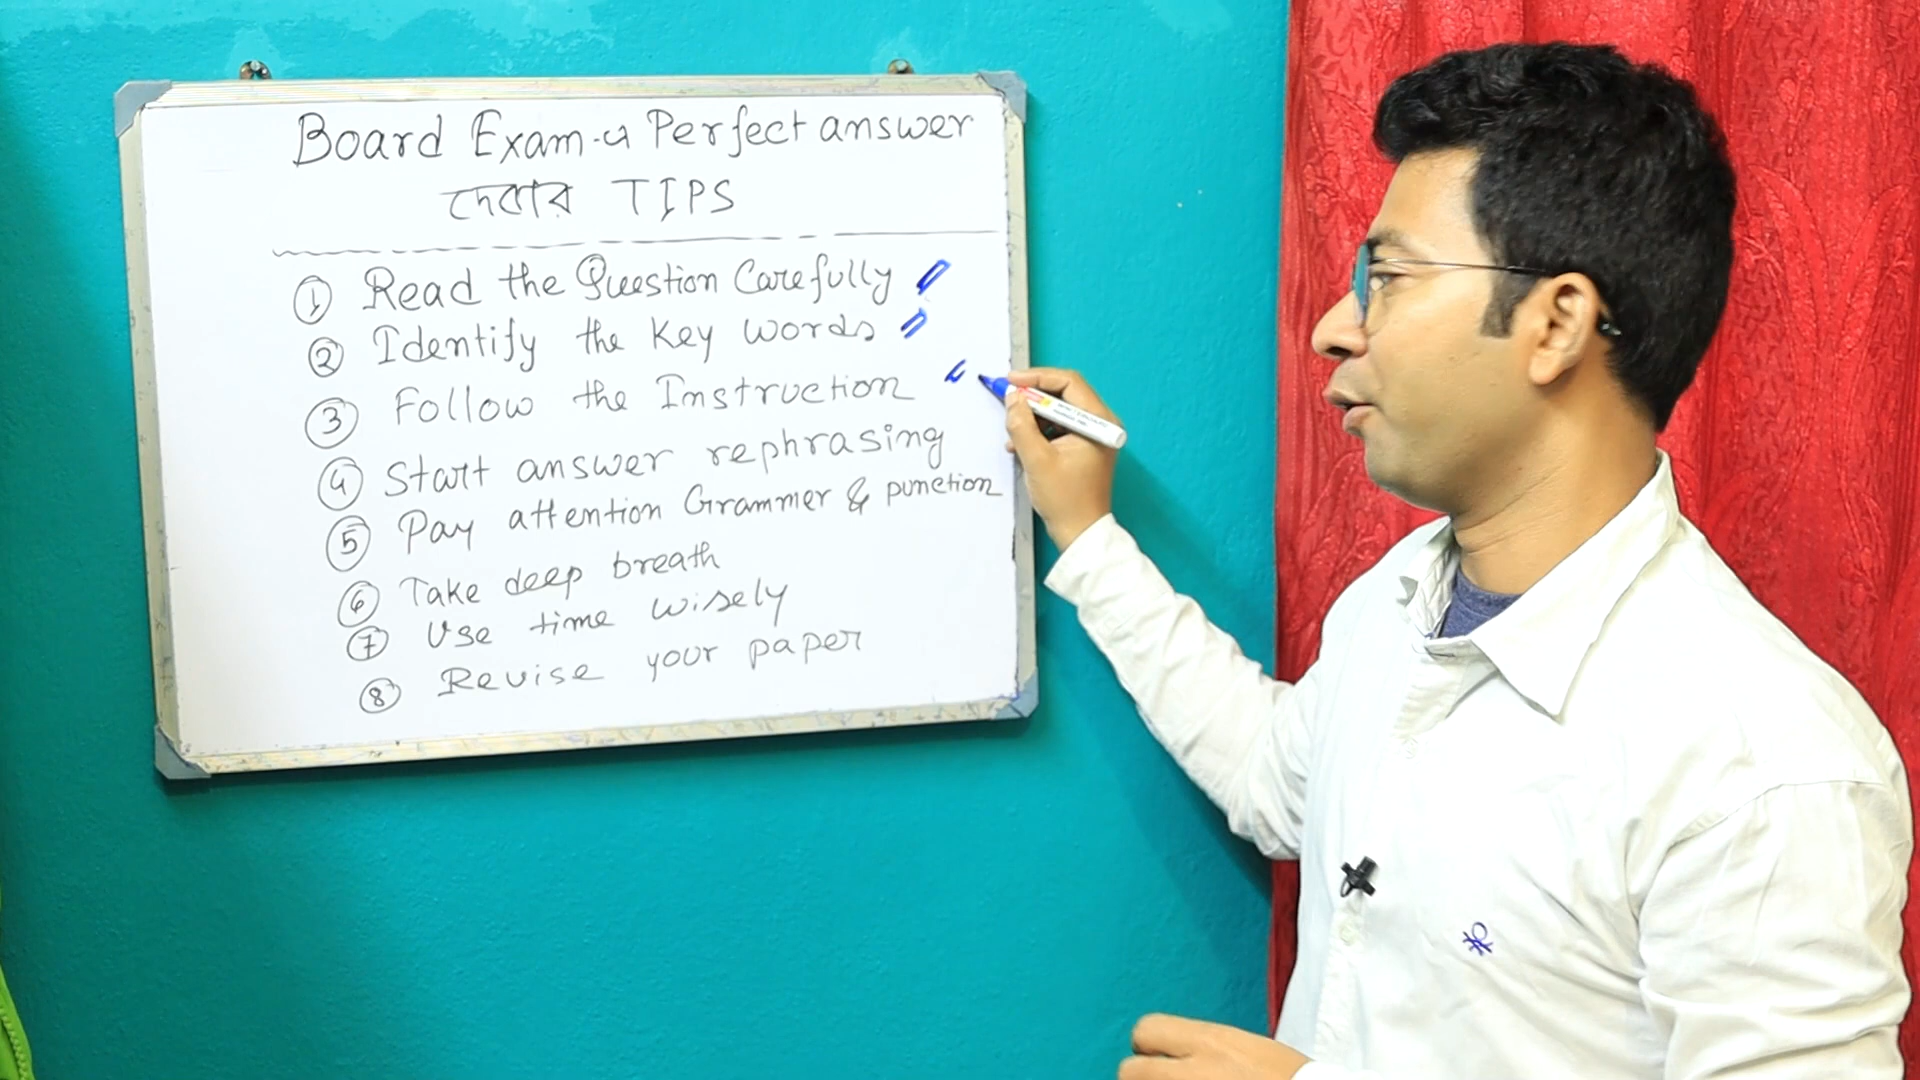 Board Exam-এ Perfect answer
দেবার TIPS
① Read the Question Carefully
② Identify the Key words
③ Follow the Instruction
④ Start answer rephrasing
⑤ Pay attention Grammer & punction
⑥ Take deep breath
⑦ Use time wisely
⑧ Revise your paper